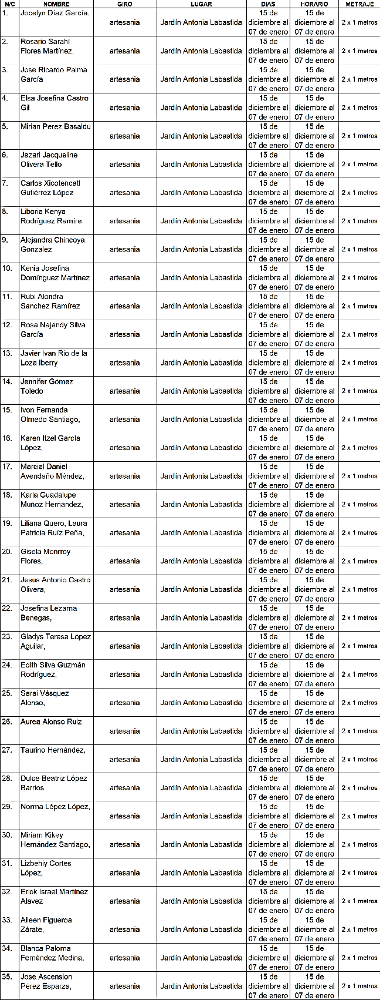 N/C NOMBRE GIRO LUGAR DIAS HORARIO METRAJE
1. Jocelyn Díaz García. 15 de 15 de
artesania Jardín Antonia Labastida diciembre al diciembre al 2 x 1 metros
07 de enero 07 de enero
2. Rosario Sarahí 15 de 15 de
Flores Martínez. artesania Jardín Antonia Labastida diciembre al diciembre al 2 x 1 metros
07 de enero 07 de enero
3. Jose Ricardo Palma 15 de 15 de
García artesania Jardín Antonia Labastida diciembre al diciembre al 2 x 1 metros
07 de enero 07 de enero
4. Elsa Josefina Castro 15 de 15 de
Gil artesania Jardín Antonia Labastida diciembre al diciembre al 2 x 1 metros
07 de enero 07 de enero
5. Mirian Perez Basaldu 15 de 15 de
artesania Jardín Antonia Labastida diciembre al diciembre al 2 x 1 metros
07 de enero 07 de enero
6. Jazari Jacqueline 15 de 15 de
Olivera Tello artesania Jardín Antonia Labastida diciembre al diciembre al 2 x 1 metros
07 de enero 07 de enero
7. Carlos Xicotencatl 15 de 15 de
Gutiérrez López artesania Jardín Antonia Labastida diciembre al diciembre al 2 x 1 metros
07 de enero 07 de enero
8. Liboria Kenya 15 de 15 de
Rodríguez Ramíre artesania Jardín Antonia Labastida diciembre al diciembre al 2 x 1 metros
07 de enero 07 de enero
9. Alejandra Chincoya 15 de 15 de
Gonzalez artesania Jardín Antonia Labastida diciembre al diciembre al 2 x 1 metros
07 de enero 07 de enero
10. Kenia Josefina 15 de 15 de
Domínguez Martínez artesania Jardín Antonia Labastida diciembre al diciembre al 2 x 1 metros
07 de enero 07 de enero
11. Rubi Alondra 15 de 15 de
Sanchez Ramírez artesania Jardín Antonia Labastida diciembre al diciembre al 2 x 1 metros
07 de enero 07 de enero
12. Rosa Najandy Silva 15 de 15 de
García artesania Jardín Antonia Labastida diciembre al diciembre al 2 x 1 metros
07 de enero 07 de enero
13. Javier Ivan Rio de la 15 de 15 de
Loza Iberry artesania Jardín Antonia Labastida diciembre al diciembre al 2 x 1 metros
07 de enero 07 de enero
14. Jennifer Gómez 15 de 15 de
Toledo artesania Jardín Antonia Labastida diciembre al diciembre al 2 x 1 metros
07 de enero 07 de enero
15. Ivon Fernanda 15 de 15 de
Olmedo Santiago, artesania Jardín Antonia Labastida diciembre al diciembre al 2 x 1 metros
07 de enero 07 de enero
16. Karen Itzel García 15 de 15 de
López, artesania Jardín Antonia Labastida diciembre al diciembre al 2 x 1 metros
07 de enero 07 de enero
17. Marcial Daniel 15 de 15 de
Avendaño Méndez, artesania Jardín Antonia Labastida diciembre al diciembre al 2 x 1 metros
07 de enero 07 de enero
18. Karla Guadalupe 15 de 15 de
Muñoz Hernández, artesania Jardín Antonia Labastida diciembre al diciembre al 2 x 1 metros
07 de enero 07 de enero
19. Liliana Quero, Laura 15 de 15 de
Patricia Ruíz Peña, artesania Jardín Antonia Labastida diciembre al diciembre al 2 x 1 metros
07 de enero 07 de enero
20. Gisela Monrroy 15 de 15 de
Flores, artesania Jardín Antonia Labastida diciembre al diciembre al 2 x 1 metros
07 de enero 07 de enero
21. Jesus Antonio Castro 15 de 15 de
Olivera, artesania Jardín Antonia Labastida diciembre al diciembre al 2 x 1 metros
07 de enero 07 de enero
22. Josefina Lezama 15 de 15 de
Benegas, artesania Jardín Antonia Labastida diciembre al diciembre al 2 x 1 metros
07 de enero 07 de enero
23. Gladys Teresa López 15 de 15 de
Aguilar, artesania Jardín Antonia Labastida diciembre al diciembre al 2 x 1 metros
07 de enero 07 de enero
24. Edith Silva Guzmán 15 de 15 de
Rodríguez, artesania Jardín Antonia Labastida diciembre al diciembre al 2 x 1 metros
07 de enero 07 de enero
25. Sarai Vásquez 15 de 15 de
Alonso, artesania Jardín Antonia Labastida diciembre al diciembre al 2 x 1 metros
07 de enero 07 de enero
26. Aurea Alonso Ruiz 15 de 15 de
artesania Jardín Antonia Labastida diciembre al diciembre al 2 x 1 metros
07 de enero 07 de enero
27. Taurino Hernández, 15 de 15 de
artesania Jardín Antonia Labastida diciembre al diciembre al 2 x 1 metros
07 de enero 07 de enero
28. Dulce Beatriz López 15 de 15 de
Barrios artesania Jardín Antonia Labastida diciembre al diciembre al 2 x 1 metros
07 de enero 07 de enero
29. Norma López López, 15 de 15 de
artesania Jardín Antonia Labastida diciembre al diciembre al 2 x 1 metros
07 de enero 07 de enero
30. Miriam Kikey 15 de 15 de
Hernández Santiago, artesania Jardín Antonia Labastida diciembre al diciembre al 2 x 1 metros
07 de enero 07 de enero
31. Lizbehiy Cortes 15 de 15 de
López, artesania Jardín Antonia Labastida diciembre al diciembre al 2 x 1 metros
07 de enero 07 de enero
32. Erick Israel Martínez 15 de 15 de
Alavez artesania Jardín Antonia Labastida diciembre al diciembre al 2 x 1 metros
07 de enero 07 de enero
33. Aileen Figueroa 15 de 15 de
Zárate, artesania Jardín Antonia Labastida diciembre al diciembre al 2 x 1 metros
07 de enero 07 de enero
34. Blanca Paloma 15 de 15 de
Fernández Medina, artesania Jardín Antonia Labastida diciembre al diciembre al 2 x 1 metros
07 de enero 07 de enero
35. Jose Ascension 15 de 15 de
Pérez Esparza, artesania Jardín Antonia Labastida diciembre al diciembre al 2 x 1 metros
07 de enero 07 de enero